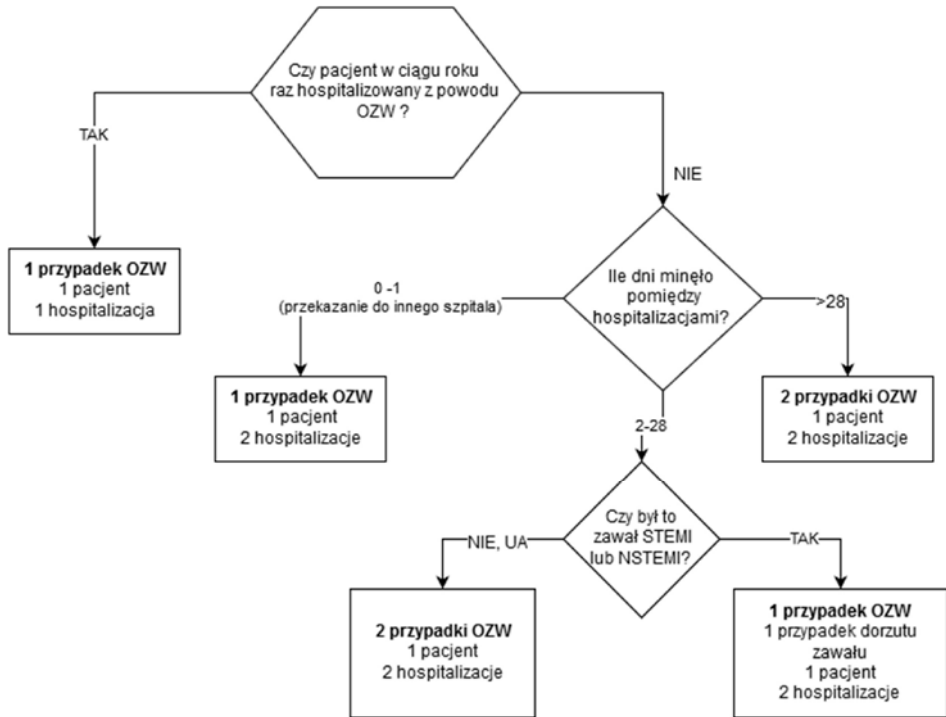 Czy pacjent w ciągu roku
raz hospitalizowany z powodu
OZW ?
TAK
NIE
1 przypadek OZW
1 pacjent
1 hospitalizacja
Ile dni minęło
pomiędzy
hospitalizacjami?
0 -1
(przekazanie do innego szpitala)
>28
1 przypadek OZW
1 pacjent
2 hospitalizacje
2 przypadki OZW
1 pacjent
2 hospitalizacje
2-28
Czy był to
zawał STEMI
lub NSTEMI?
NIE, UA
TAK
2 przypadki OZW
1 pacjent
2 hospitalizacje
1 przypadek OZW
1 przypadek dorzutu
zawału
1 pacjent
2 hospitalizacje